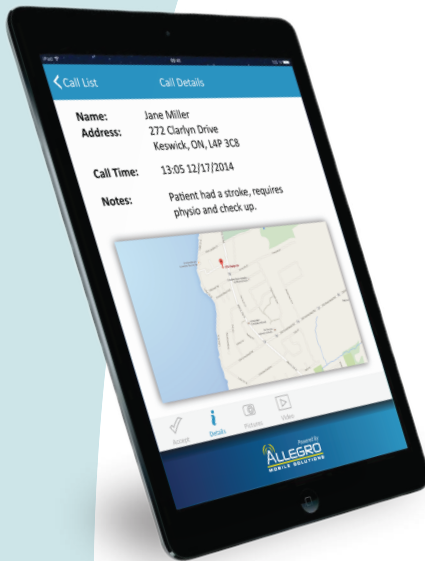 iPad
Call List
Call Details
Name: Jane Miller
Address: 272 Clarlyn Drive
Keswick, ON, L4P 3C8
Call Time: 13:05 12/17/2014
Notes: Patient had a stroke, requires
physio and check up.
Accept
Details
Pictures
Video
Powered By
ALLEGRO
MOBILE SOLUTIONS